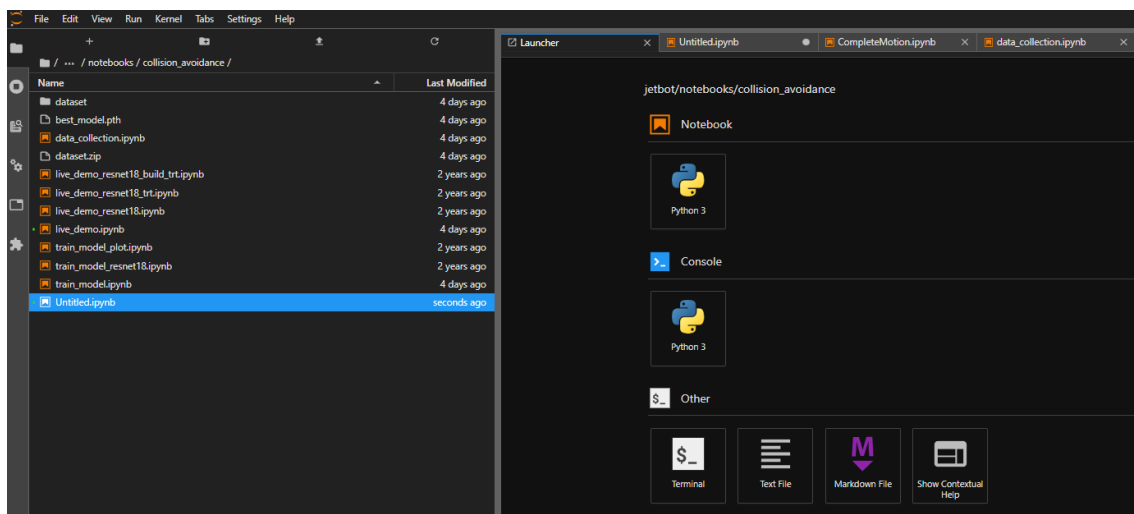 File Edit View Run Kernel Tabs Settings Help
/ ... / notebooks / collision_avoidance /
Name Last Modified
dataset 4 days ago
best_model.pth 4 days ago
data_collection.ipynb 4 days ago
dataset.zip 4 days ago
live_demo_resnet18_build_trt.ipynb 2 years ago
live_demo_resnet18_trt.ipynb 2 years ago
live_demo_resnet18.ipynb 2 years ago
live_demo.ipynb 4 days ago
train_model_plot.ipynb 2 years ago
train_model_resnet18.ipynb 2 years ago
train_model.ipynb 4 days ago
Untitled.ipynb seconds ago
Launcher Untitled.ipynb CompleteMotion.ipynb data_collection.ipynb
jetbot/notebooks/collision_avoidance
Notebook
Python 3
>_ Console
Python 3
$_ Other
$_
Terminal
Text File
M
Markdown File
Show Contextual
Help